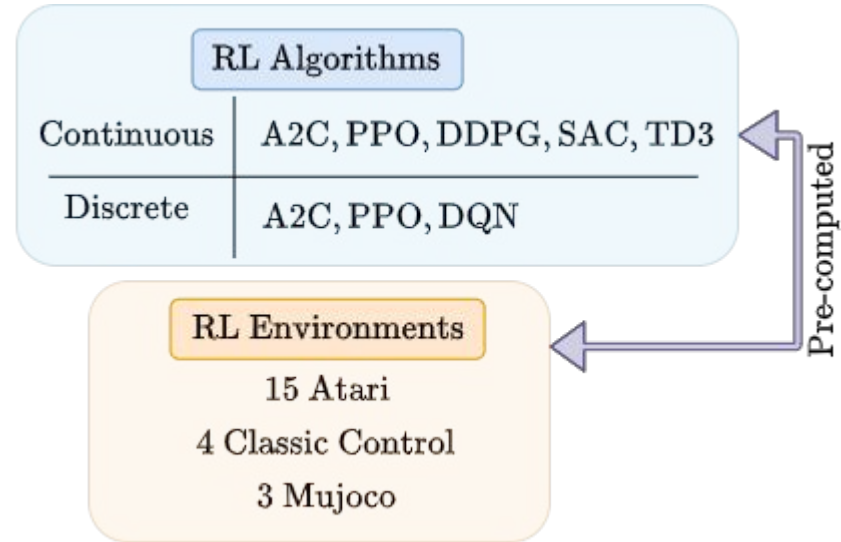 RL Algorithms
Continuous A2C, PPO, DDPG, SAC, TD3
Discrete A2C, PPO, DQN
Pre-computed
RL Environments
15 Atari
4 Classic Control
3 Mujoco